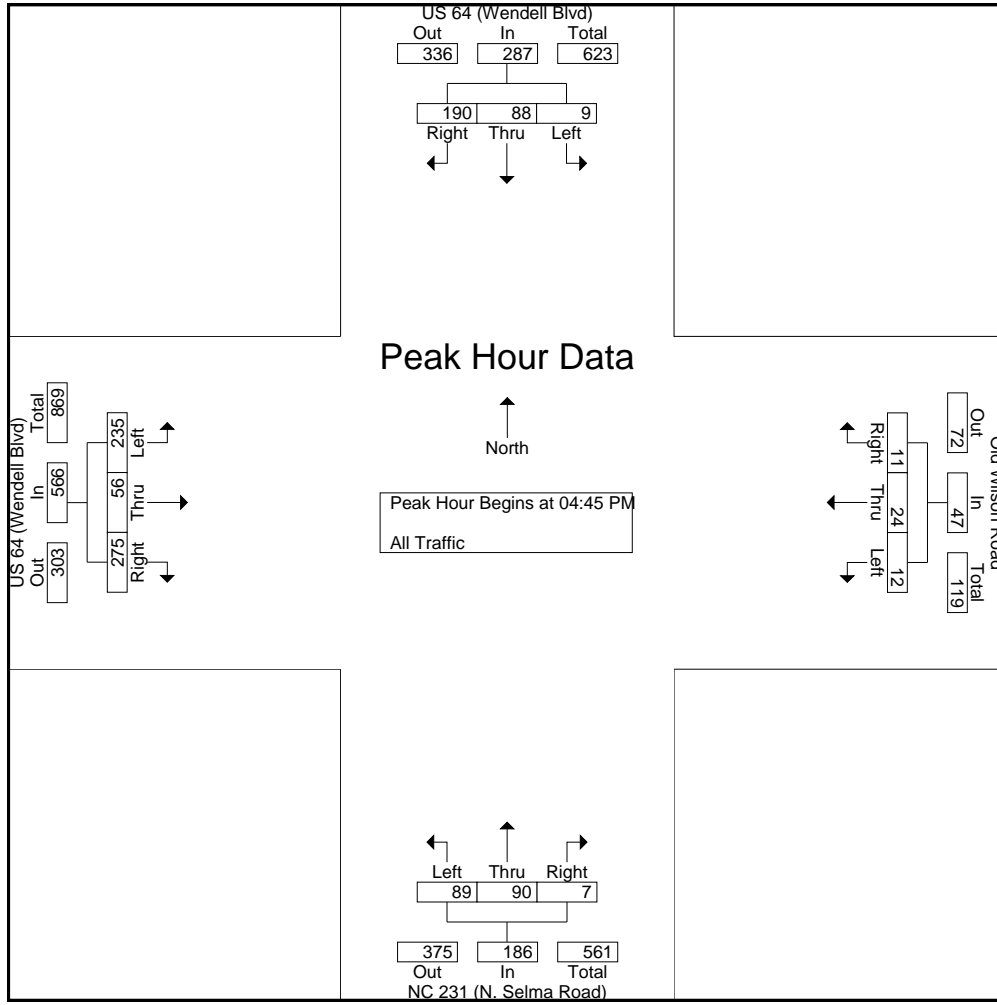 US 64 (Wendell Blvd)
Out In Total
336 287 623
190 88 9
Right Thru Left
Peak Hour Data
North
Peak Hour Begins at 04:45 PM
All Traffic
US 64 (Wendell Blvd)
Out In Total
303 566 869
275 56 235
Right Thru Left
Old Wilson Road
Out In Total
72 47 119
11 24 12
Right Thru Left
Left Thru Right
89 90 7
375 186 561
Out In Total
NC 231 (N. Selma Road)